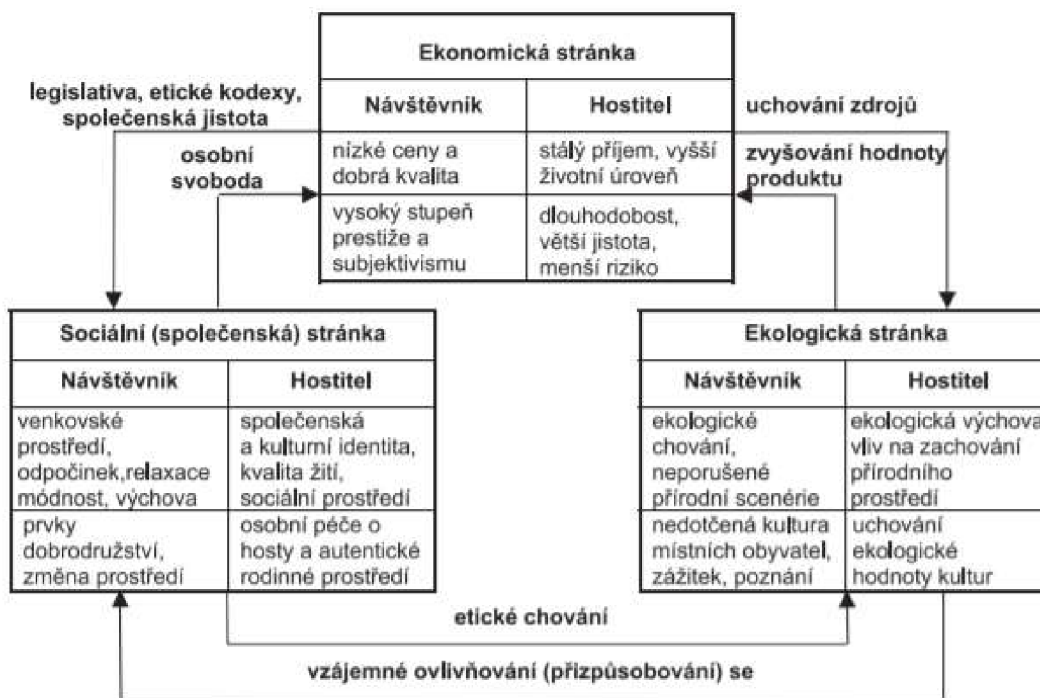 Ekonomická stránka
legislativa, etické kodexy,
společenská jistota
Návštěvník
Hostitel
uchování zdrojů
osobní
svoboda
nízké ceny a
dobrá kvalita
stálý příjem, vyšší
životní úroveň
zvyšování hodnoty
produktu
vysoký stupeň
prestiže a
subjektivismu
dlouhodobost,
větší jistota,
menší riziko
Sociální (společenská) stránka
Návštěvník
Hostitel
venkovské
prostředí,
odpočinek,relaxace
módnost, výchova
společenská
a kulturní identita,
kvalita žití,
sociální prostředí
prvky
dobrodružství,
změna prostředí
osobní péče o
hosty a autentické
rodinné prostředí
Ekologická stránka
Návštěvník
Hostitel
ekologické
chování,
neporušené
přírodní scenérie
ekologická výchova
vliv na zachování
přírodního
prostředí
nedotčená kultura
místních obyvatel,
zážitek, poznání
uchování
ekologické
hodnoty kultur
etické chování
vzájemné ovlivňování (přizpůsobování) se